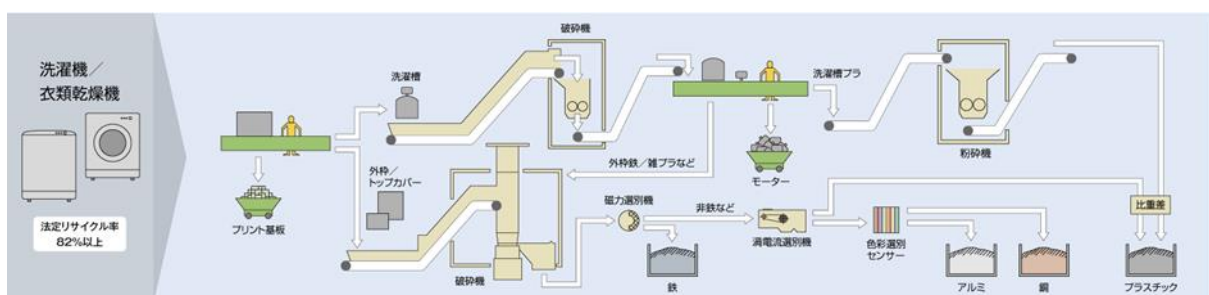 洗濯機／
衣類乾燥機
法定リサイクル率
82%以上
プリント基板
洗濯槽
外枠／
トップカバー
破砕機
破砕機
外枠鉄／雑プラなど
モーター
洗濯槽プラ
粉砕機
磁力選別機
鉄
非鉄など
渦電流選別機
色彩選別
センサー
アルミ
銅
比重差
プラスチック